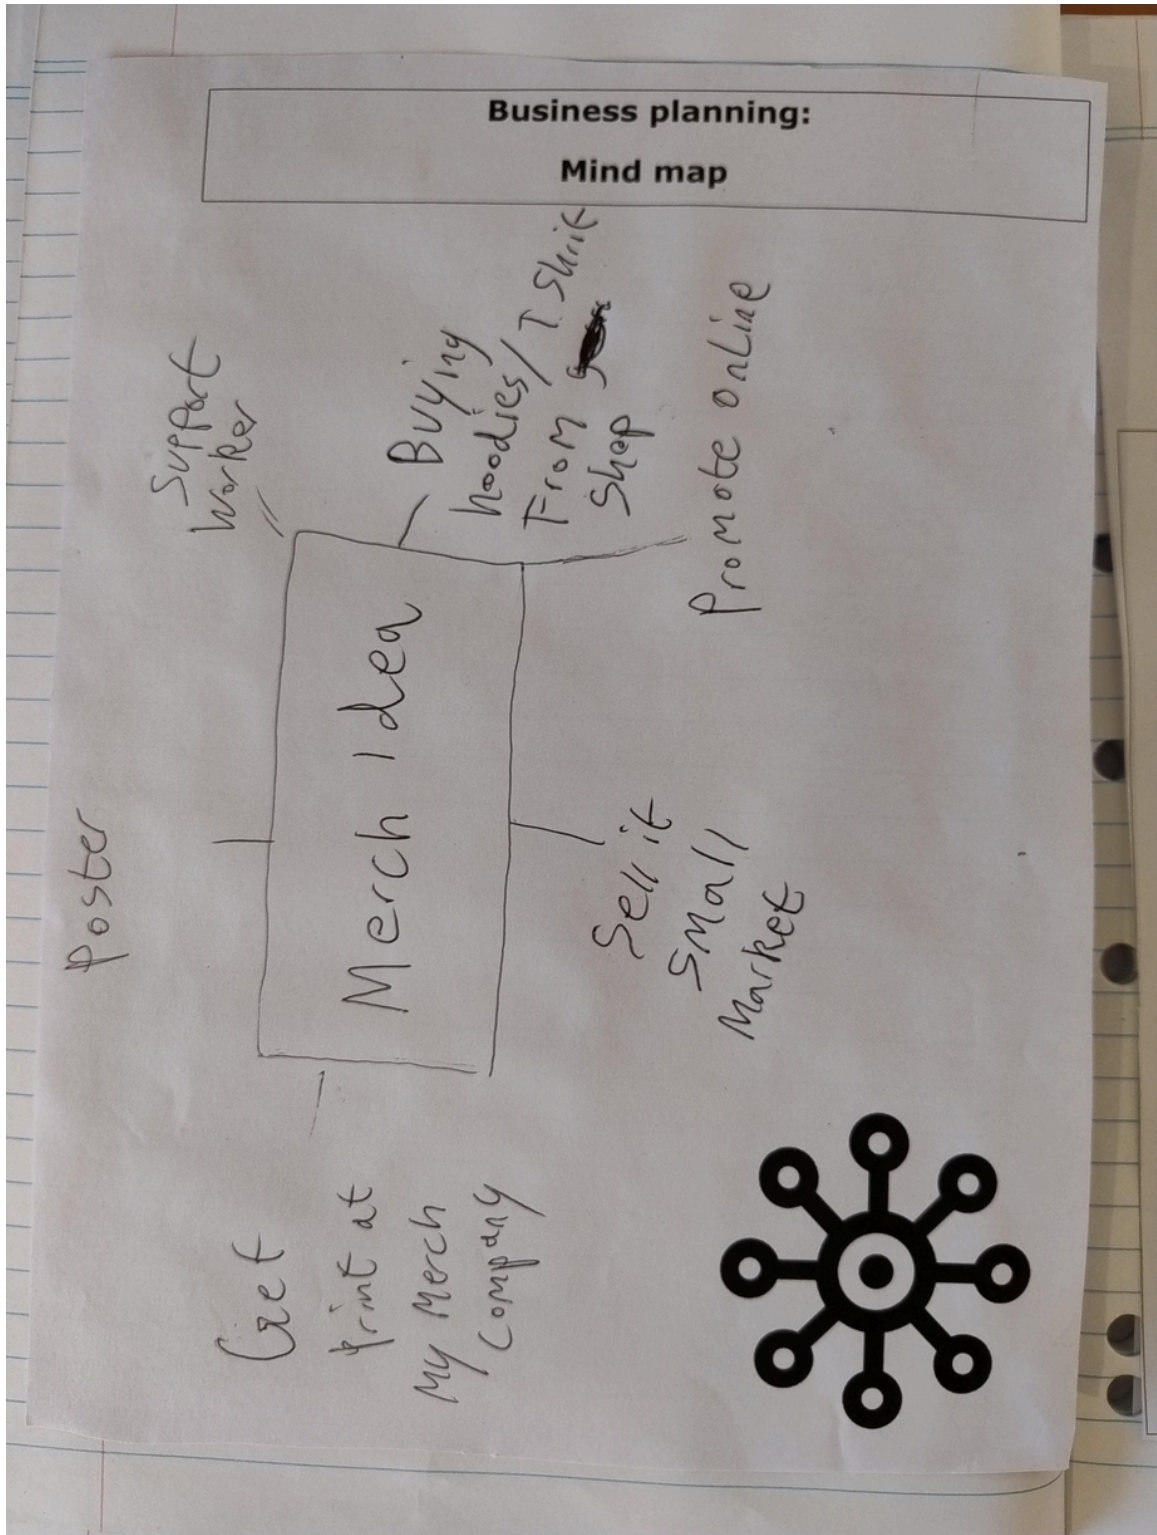 Business planning:
Mind map
Merch idea
Poster
Support
Worker
Buying
hoodies/T Shrit
From
Shop
Promote online
Sell it
Small
Market
Get
Print at
My Merch
Company